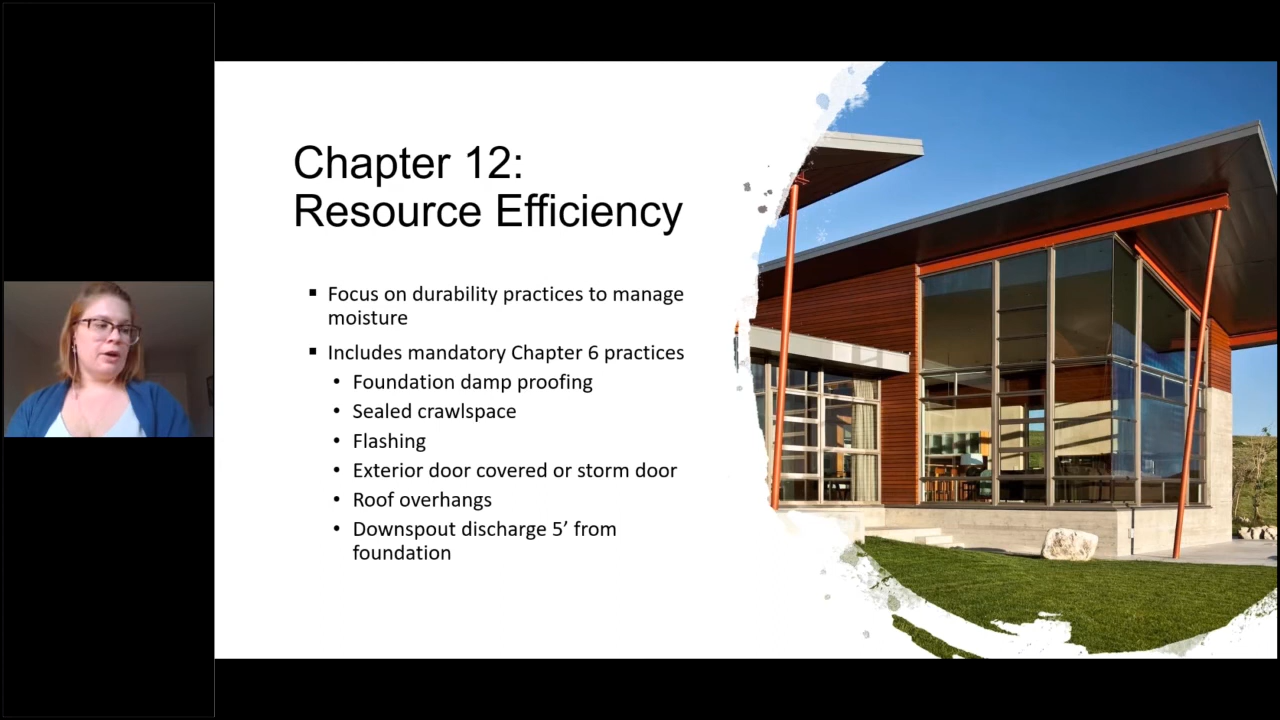 Chapter 12:
Resource Efficiency
▪ Focus on durability practices to manage
moisture
▪ Includes mandatory Chapter 6 practices
• Foundation damp proofing
• Sealed crawlspace
• Flashing
• Exterior door covered or storm door
• Roof overhangs
• Downspout discharge 5’ from
foundation